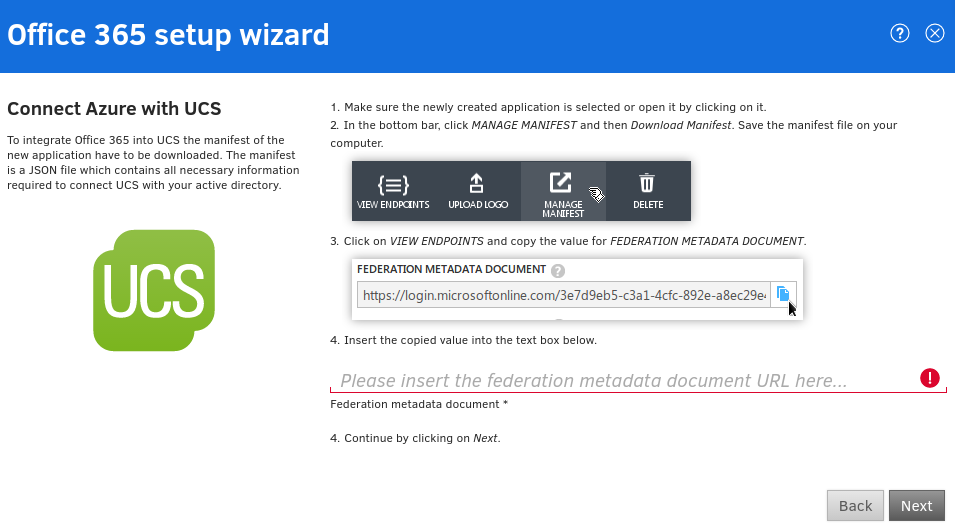 Office 365 setup wizard
?
Connect Azure with UCS
To integrate Office 365 into UCS the manifest of the
new application have to be downloaded. The manifest
is a JSON file which contains all necessary information
required to connect UCS with your active directory.
UCS
1. Make sure the newly created application is selected or open it by clicking on it.
2. In the bottom bar, click MANAGE MANIFEST and then Download Manifest. Save the manifest file on your
computer.
VIEW ENDPOINTS UPLOAD LOGO MANAGE MANIFEST DELETE
3. Click on VIEW ENDPOINTS and copy the value for FEDERATION METADATA DOCUMENT.
FEDERATION METADATA DOCUMENT ?
https://login.microsoftonline.com/3e7d9eb5-c3a1-4cfc-892e-a8ec29e
4. Insert the copied value into the text box below.
Please insert the federation metadata document URL here... !
Federation metadata document *
4. Continue by clicking on Next.
Back Next